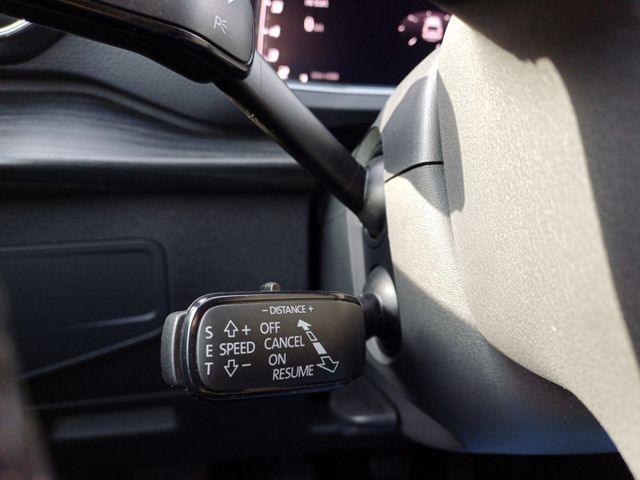 - DISTANCE +
S + OFF
E SPEED CANCEL
ON
T - RESUME